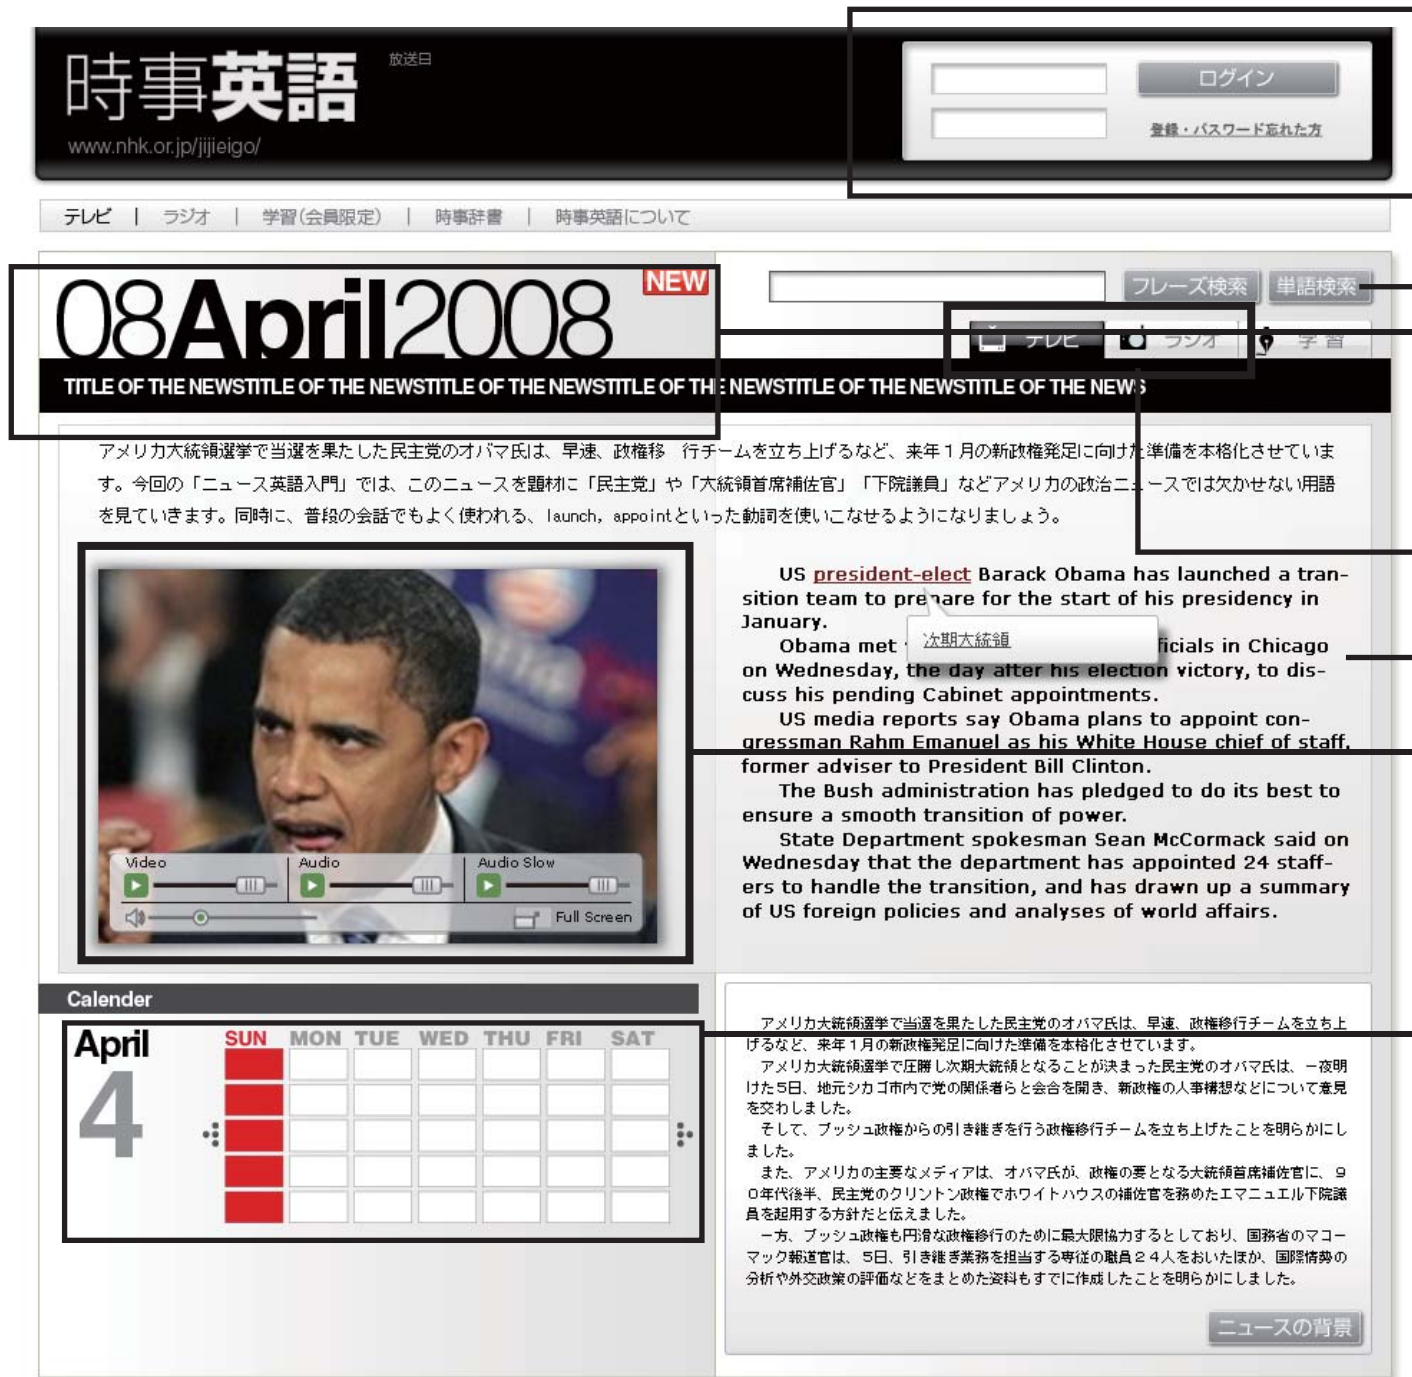 時事英語
放送日
www.nhk.or.jp/jijieigo/
ログイン
登録・パスワード忘れた方
テレビ | ラジオ | 学習(会員限定) | 時事辞書 | 時事英語について
08April2008
NEW
フレーズ検索 単語検索
テレビ ラジオ 学習
TITLE OF THE NEWSTITLE OF THE NEWSTITLE OF THE NEWSTITLE OF THE NEWSTITLE OF THE NEWSTITLE OF THE NEWS
アメリカ大統領選挙で当選を果たした民主党のオバマ氏は、早速、政権移 行チームを立ち上げるなど、来年1月の新政権発足に向けた準備を本格化させていま
す。今回の「ニュース英語入門」では、このニュースを題材に「民主党」や「大統領首席補佐官」「下院議員」などアメリカの政治ニュースでは欠かせない用語
を見ていきます。同時に、普段の会話でもよく使われる、launch, appointといった動詞を使いこなせるようになりましょう。
US president-elect Barack Obama has launched a tran-
sition team to prepare for the start of his presidency in
January.
次期大統領
Obama met ficials in Chicago
on Wednesday, the day after his election victory, to dis-
cuss his pending Cabinet appointments.
US media reports say Obama plans to appoint con-
gressman Rahm Emanuel as his White House chief of staff,
former adviser to President Bill Clinton.
The Bush administration has pledged to do its best to
ensure a smooth transition of power.
State Department spokesman Sean McCormack said on
Wednesday that the department has appointed 24 staff-
ers to handle the transition, and has drawn up a summary
of US foreign policies and analyses of world affairs.
Video Audio Audio Slow
Full Screen
Calender
April
4
SUN MON TUE WED THU FRI SAT
アメリカ大統領選挙で当選を果たした民主党のオバマ氏は、早速、政権移行チームを立ち上
げるなど、来年1月の新政権発足に向けた準備を本格化させています。
アメリカ大統領選挙で圧勝し次期大統領となることが決まった民主党のオバマ氏は、一夜明
けた5日、地元シカゴ市内で党の関係者らと会合を開き、新政権の人事構想などについて意見
を交わしました。
そして、ブッシュ政権からの引き継ぎを行う政権移行チームを立ち上げたことを明らかにし
ました。
また、アメリカの主要なメディアは、オバマ氏が、政権の要となる大統領首席補佐官に、9
0年代後半、民主党のクリントン政権でホワイトハウスの補佐官を務めたエマニュエル下院議
員を起用する方針だと伝えました。
一方、ブッシュ政権も円滑な政権移行のために最大限協力するとしており、国務省のマコー
マック報道官は、5日、引き継ぎ業務を担当する専従の職員24人をおいたほか、国際情勢の
分析や外交政策の評価などをまとめた資料もすでに作成したことを明らかにしました。
ニュースの背景